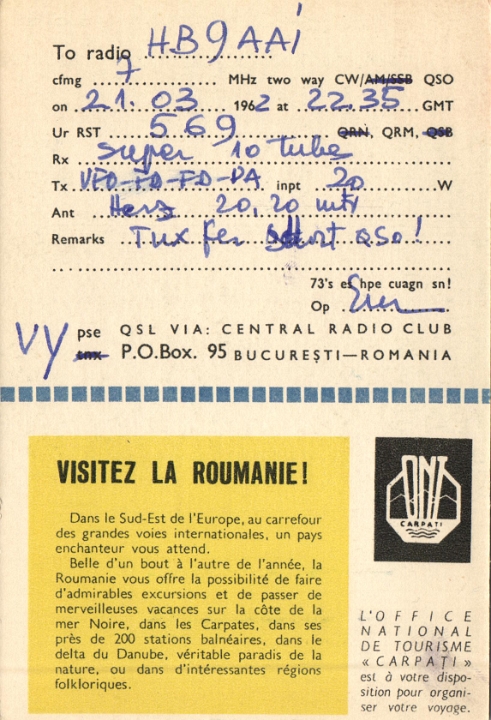 To radio HB9AAI
cfmg 7 MHz two way CW/AM/SSB QSO
on 21.03 1962 at 22.35 GMT
Ur RST 569 QRN, QRM, QSB
Rx super 10 tube
Tx VFO-FD-FD-PA inpt 20 W
Ant Herz 20,20 mtr
Remarks Tnx fer short QSO!
73's es hpe cuagn sn!
Op
VY pse QSL VIA: CENTRAL RADIO CLUB
tnx P.O.Box. 95 BUCUREȘTI—ROMANIA
VISITEZ LA ROUMANIE!
Dans le Sud-Est de l'Europe, au carrefour
des grandes voies internationales, un pays
enchanteur vous attend.
Belle d'un bout à l'autre de l'année, la
Roumanie vous offre la possibilité de faire
d'admirables excursions et de passer de
merveilleuses vacances sur la côte de la
mer Noire, dans les Carpates, dans ses
près de 200 stations balnéaires, dans le
delta du Danube, véritable paradis de la
nature, ou dans d'intéressantes régions
folkloriques.
ONT
CARPATI
L'OFFICE
NATIONAL
DE TOURISME
« CARPAȚI »
est à votre dispo-
sition pour organi-
ser votre voyage.